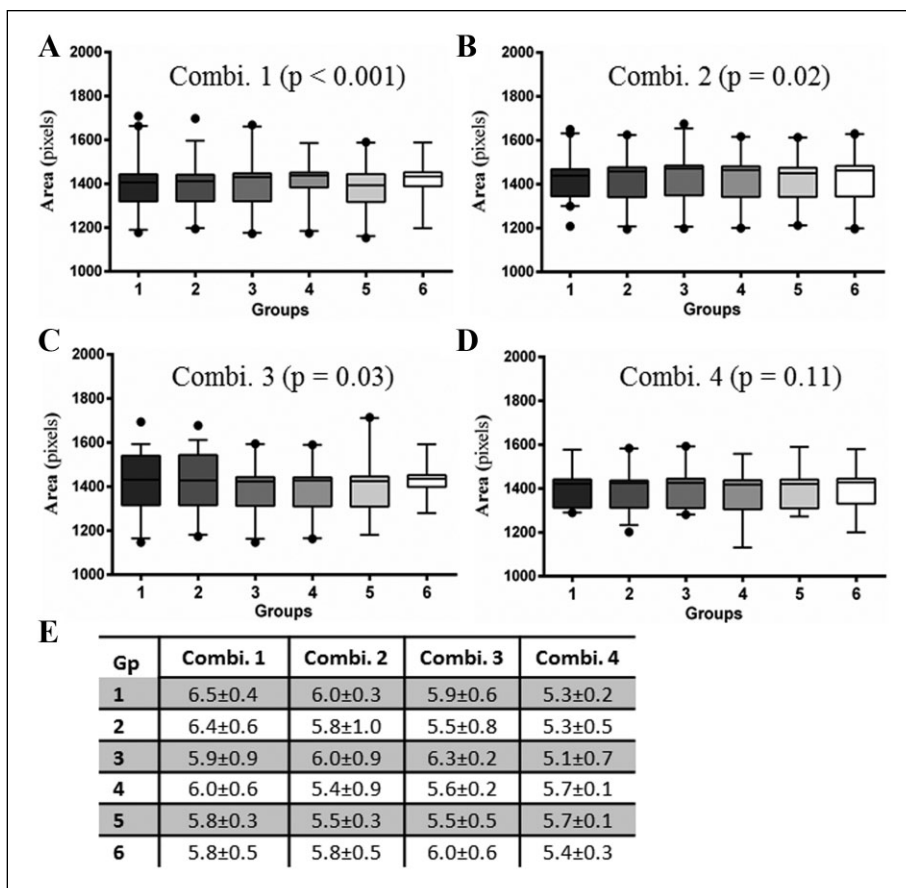 A
Combi. 1 (p < 0.001)
Area (pixels)
2000
1800
1600
1400
1200
1000
1 2 3 4 5 6
Groups
B
Combi. 2 (p = 0.02)
Area (pixels)
2000
1800
1600
1400
1200
1000
1 2 3 4 5 6
Groups
C
Combi. 3 (p = 0.03)
Area (pixels)
2000
1800
1600
1400
1200
1000
1 2 3 4 5 6
Groups
D
Combi. 4 (p = 0.11)
Area (pixels)
2000
1800
1600
1400
1200
1000
1 2 3 4 5 6
Groups
E
Gp Combi. 1 Combi. 2 Combi. 3 Combi. 4
1 6.5±0.4 6.0±0.3 5.9±0.6 5.3±0.2
2 6.4±0.6 5.8±1.0 5.5±0.8 5.3±0.5
3 5.9±0.9 6.0±0.9 6.3±0.2 5.1±0.7
4 6.0±0.6 5.4±0.9 5.6±0.2 5.7±0.1
5 5.8±0.3 5.5±0.3 5.5±0.5 5.7±0.1
6 5.8±0.5 5.8±0.5 6.0±0.6 5.4±0.3